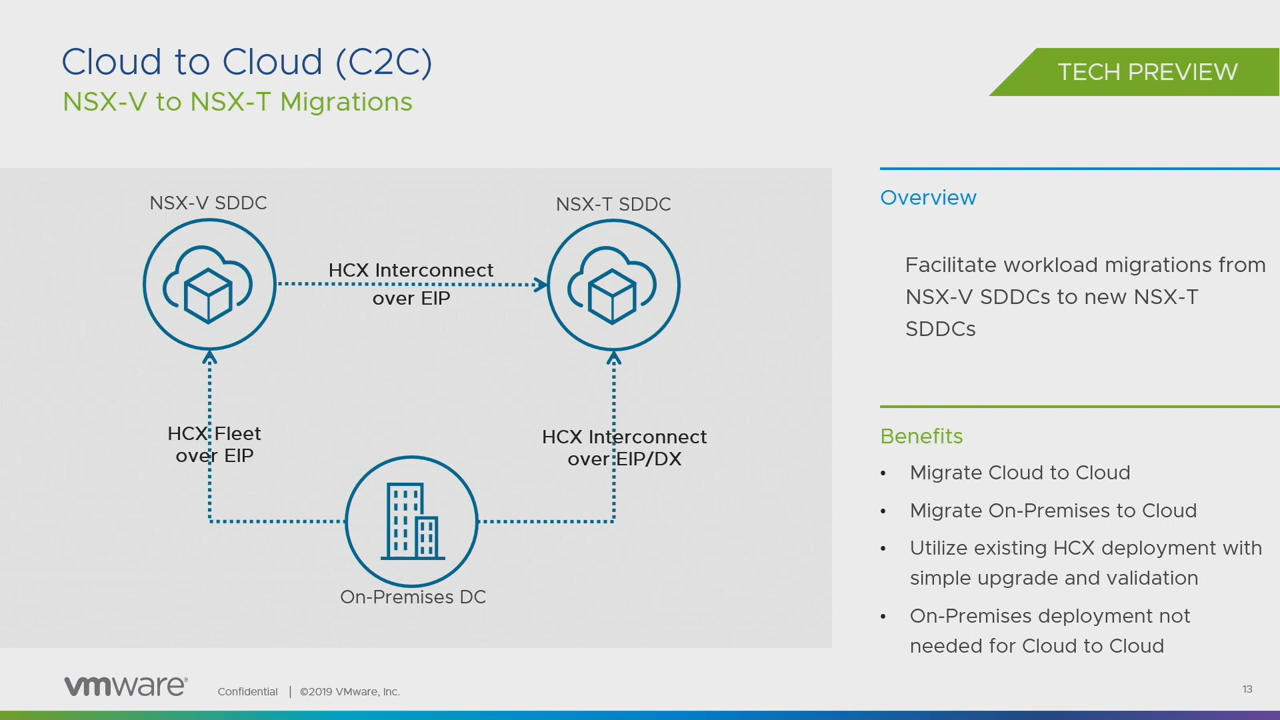 Cloud to Cloud (C2C)
NSX-V to NSX-T Migrations
TECH PREVIEW
NSX-V SDDC
NSX-T SDDC
HCX Interconnect
over EIP
HCX Fleet
over EIP
HCX Interconnect
over EIP/DX
On-Premises DC
Overview
Facilitate workload migrations from
NSX-V SDDCs to new NSX-T
SDDCs
Benefits
• Migrate Cloud to Cloud
• Migrate On-Premises to Cloud
• Utilize existing HCX deployment with
simple upgrade and validation
• On-Premises deployment not
needed for Cloud to Cloud
vmware®
Confidential | ©2019 VMware, Inc.
13